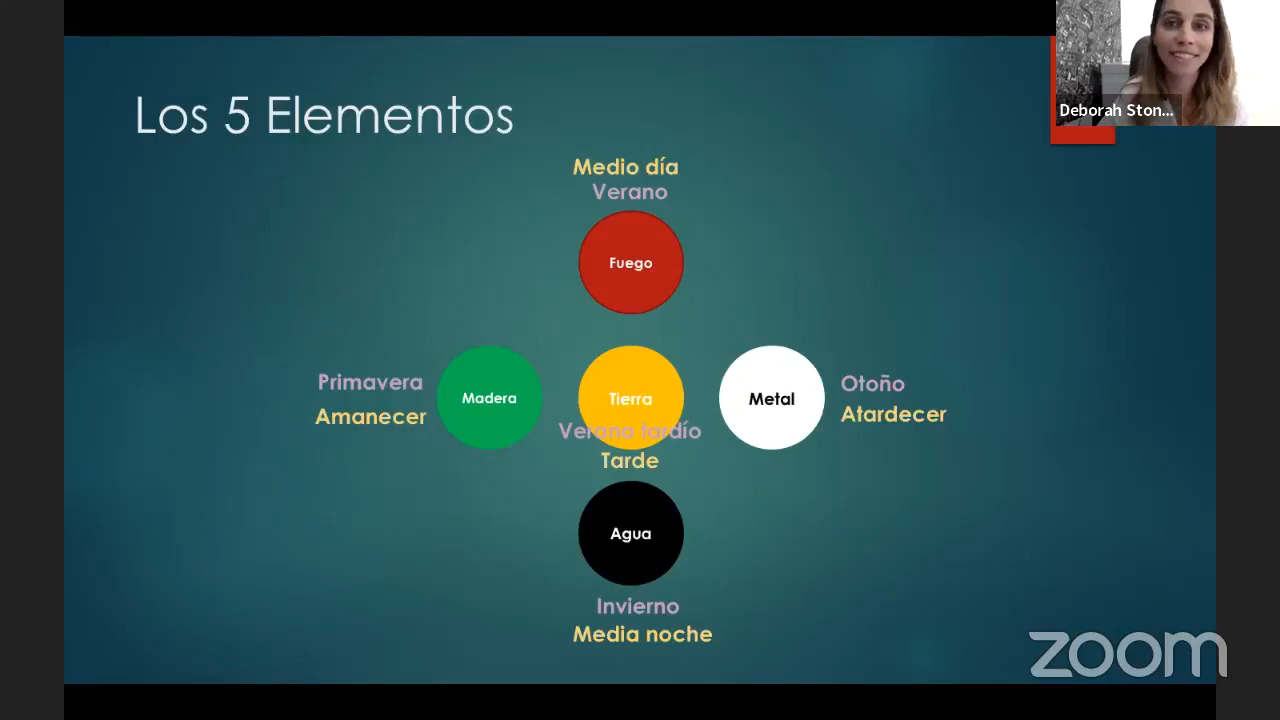 Deborah Ston...
Los 5 Elementos
Medio día
Verano
Fuego
Primavera
Amanecer
Madera
Tierra
Verano tardío
Tarde
Metal
Otoño
Atardecer
Agua
Invierno
Media noche
zoom